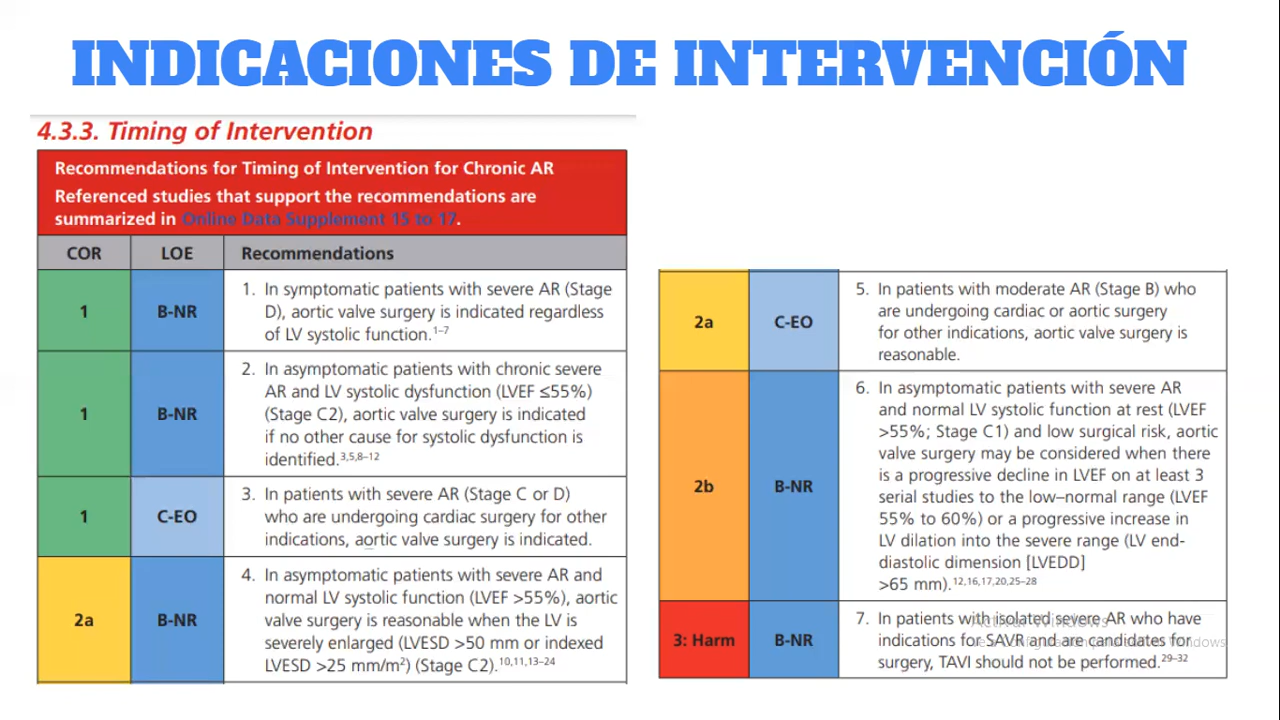 INDICACIONES DE INTERVENCIÓN
4.3.3. Timing of Intervention
Recommendations for Timing of Intervention for Chronic AR
Referenced studies that support the recommendations are
summarized in Online Data Supplement 15 to 17.
COR LOE Recommendations
1 B-NR 1. In symptomatic patients with severe AR (Stage
D), aortic valve surgery is indicated regardless
of LV systolic function.1–7
1 B-NR 2. In asymptomatic patients with chronic severe
AR and LV systolic dysfunction (LVEF ≤55%)
(Stage C2), aortic valve surgery is indicated
if no other cause for systolic dysfunction is
identified.3,5,8–12
1 C-EO 3. In patients with severe AR (Stage C or D)
who are undergoing cardiac surgery for other
indications, aortic valve surgery is indicated.
2a B-NR 4. In asymptomatic patients with severe AR and
normal LV systolic function (LVEF >55%), aortic
valve surgery is reasonable when the LV is
severely enlarged (LVESD >50 mm or indexed
LVESD >25 mm/m²) (Stage C2).10,11,13–24
2a C-EO 5. In patients with moderate AR (Stage B) who
are undergoing cardiac or aortic surgery
for other indications, aortic valve surgery is
reasonable.
2b B-NR 6. In asymptomatic patients with severe AR
and normal LV systolic function at rest (LVEF
>55%; Stage C1) and low surgical risk, aortic
valve surgery may be considered when there
is a progressive decline in LVEF on at least 3
serial studies to the low–normal range (LVEF
55% to 60%) or a progressive increase in
LV dilation into the severe range (LV end-
diastolic dimension [LVEDD]
>65 mm).12,16,17,20,25–28
3: Harm B-NR 7. In patients with isolated severe AR who have
indications for SAVR and are candidates for
surgery, TAVI should not be performed.29–32
Activar Windows